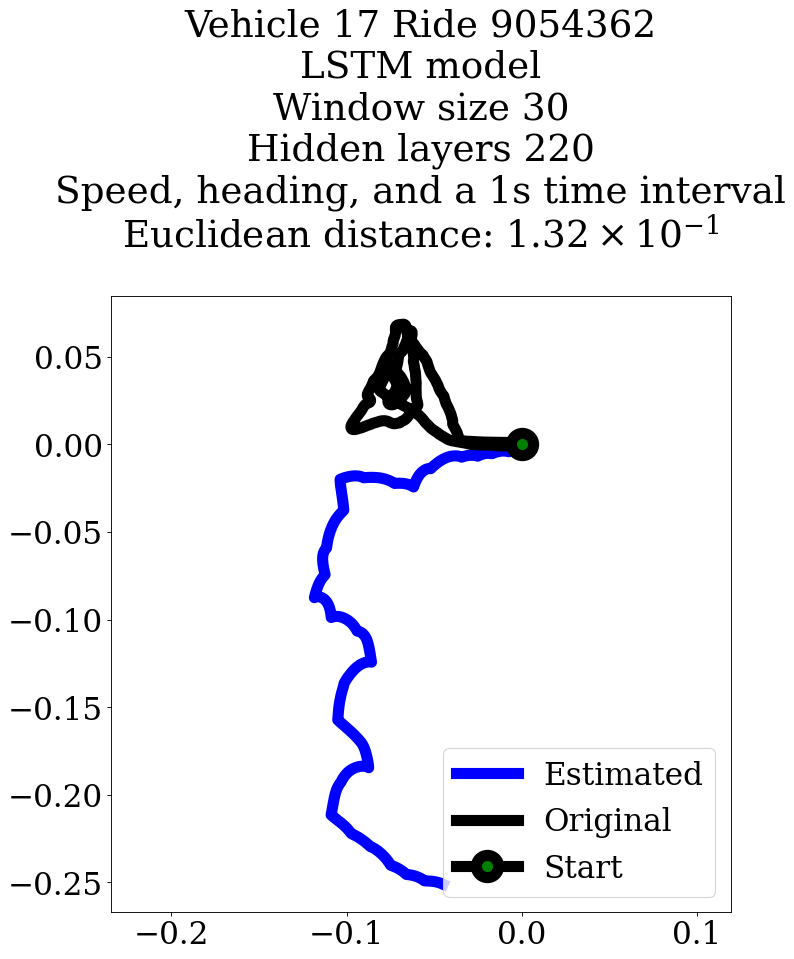 Vehicle 17 Ride 9054362
LSTM model
Window size 30
Hidden layers 220
Speed, heading, and a 1s time interval
Euclidean distance: 1.32 × 10⁻¹
0.05
0.00
−0.05
−0.10
−0.15
−0.20
−0.25
Estimated
Original
Start
−0.2
−0.1
0.0
0.1